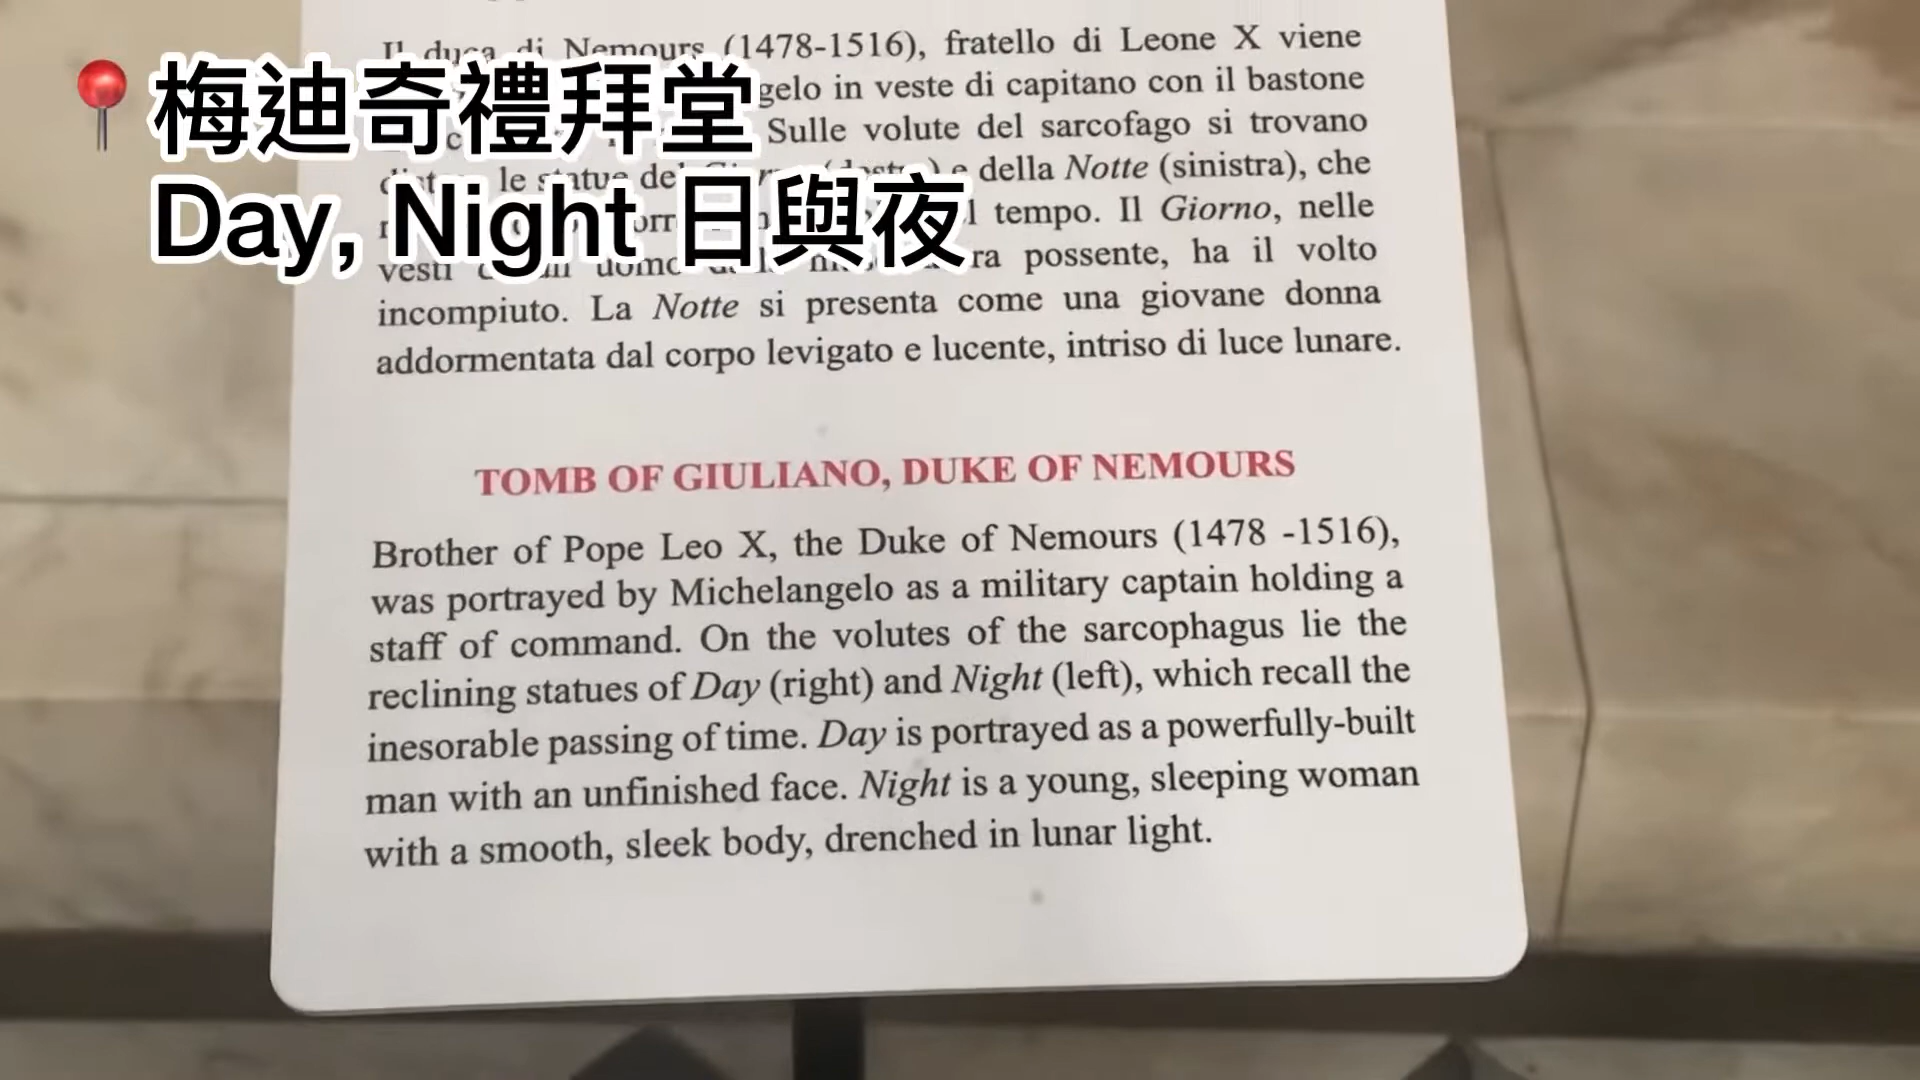 📍梅迪奇禮拜堂
Day, Night 日與夜
Il duca di Nemours (1478-1516), fratello di Leone X viene
gelo in veste di capitano con il bastone
Sulle volute del sarcofago si trovano
le statue del e della Notte (sinistra), che
tempo. Il Giorno, nelle
vesti possente, ha il volto
incompiuto. La Notte si presenta come una giovane donna
addormentata dal corpo levigato e lucente, intriso di luce lunare.
TOMB OF GIULIANO, DUKE OF NEMOURS
Brother of Pope Leo X, the Duke of Nemours (1478 -1516),
was portrayed by Michelangelo as a military captain holding a
staff of command. On the volutes of the sarcophagus lie the
reclining statues of Day (right) and Night (left), which recall the
inesorable passing of time. Day is portrayed as a powerfully-built
man with an unfinished face. Night is a young, sleeping woman
with a smooth, sleek body, drenched in lunar light.